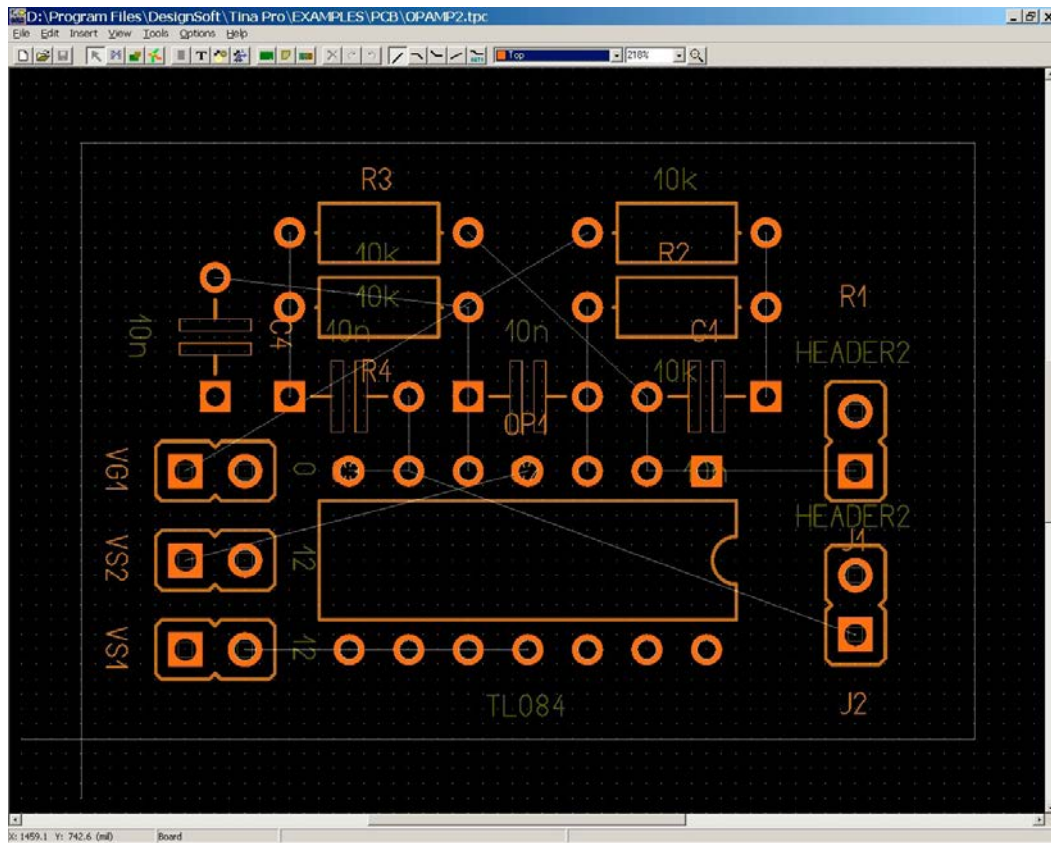 D:\Program Files\DesignSoft\Tina Pro\EXAMPLES\PCB\OPAMP2.tpc
File Edit Insert View Tools Options Help
T
Top
218%
R3
10k
10k
R2
10k
R1
10n
C4
10n
10n
C1
HEADER2
R4
10k
OP1
VG1
0
10n
HEADER2
J1
VS2
12
VS1
12
TL084
J2
X: 1459.1 Y: 742.6 (mil)
Board